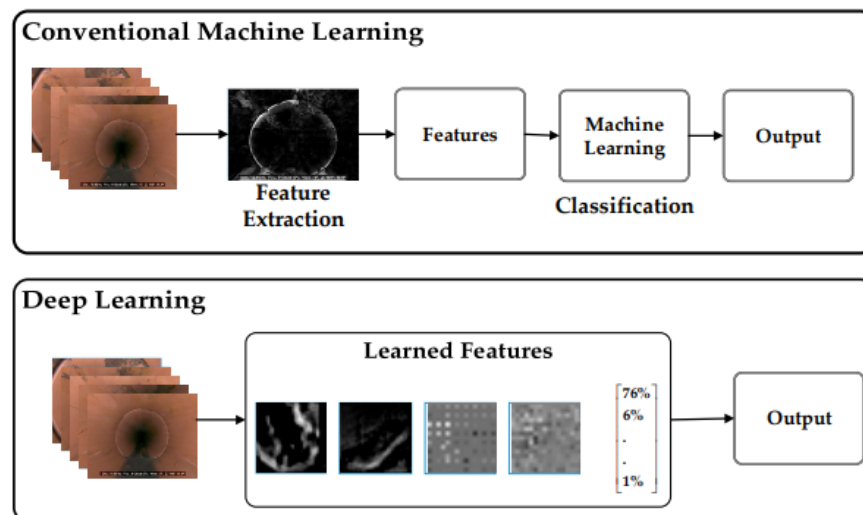 Conventional Machine Learning
Feature
Extraction
Features
Machine
Learning
Classification
Output
Deep Learning
Learned Features
76%
6%
.
.
1%
Output